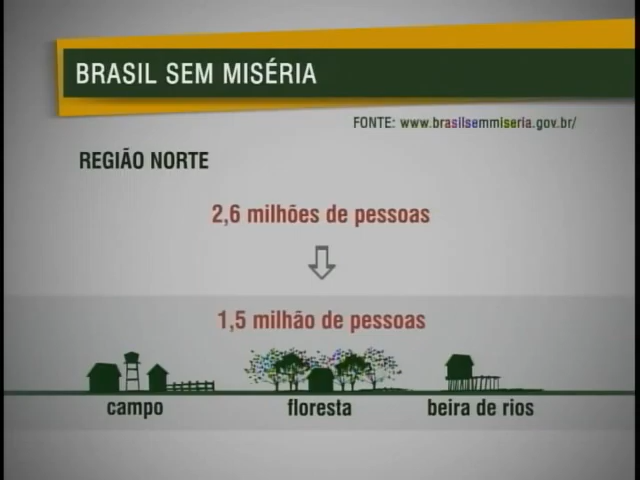 BRASIL SEM MISÉRIA
FONTE: www.brasilsemmiseria.gov.br/
REGIÃO NORTE
2,6 milhões de pessoas
1,5 milhão de pessoas
campo floresta beira de rios